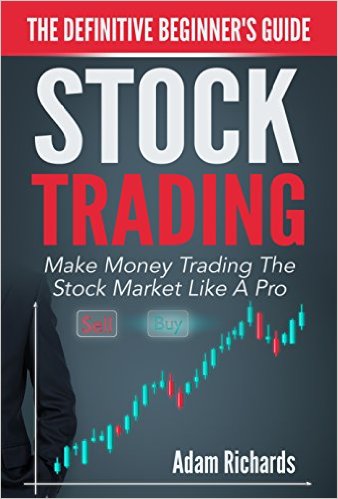 THE DEFINITIVE BEGINNER'S GUIDE
STOCK
TRADING
Make Money Trading The
Stock Market Like A Pro
Sell Buy
Adam Richards